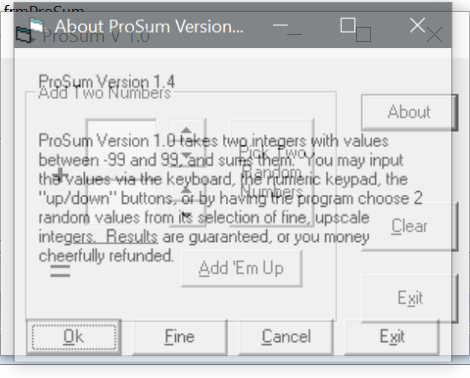 frmProSum
About ProSum Version...
ProSum V 1.0
ProSum Version 1.4
Add Two Numbers
About
ProSum Version 1.0 takes two integers with values
between -99 and 99, and sums them. You may input
the values via the keyboard, the numeric keypad, the
"up/down" buttons, or by having the program choose 2
random values from its selection of fine, upscale
integers. Results are guaranteed, or you money
cheerfully refunded.
Pick Two
Random
Numbers
+
Clear
=
Add 'Em Up
Exit
Ok
Fine
Cancel
Exit